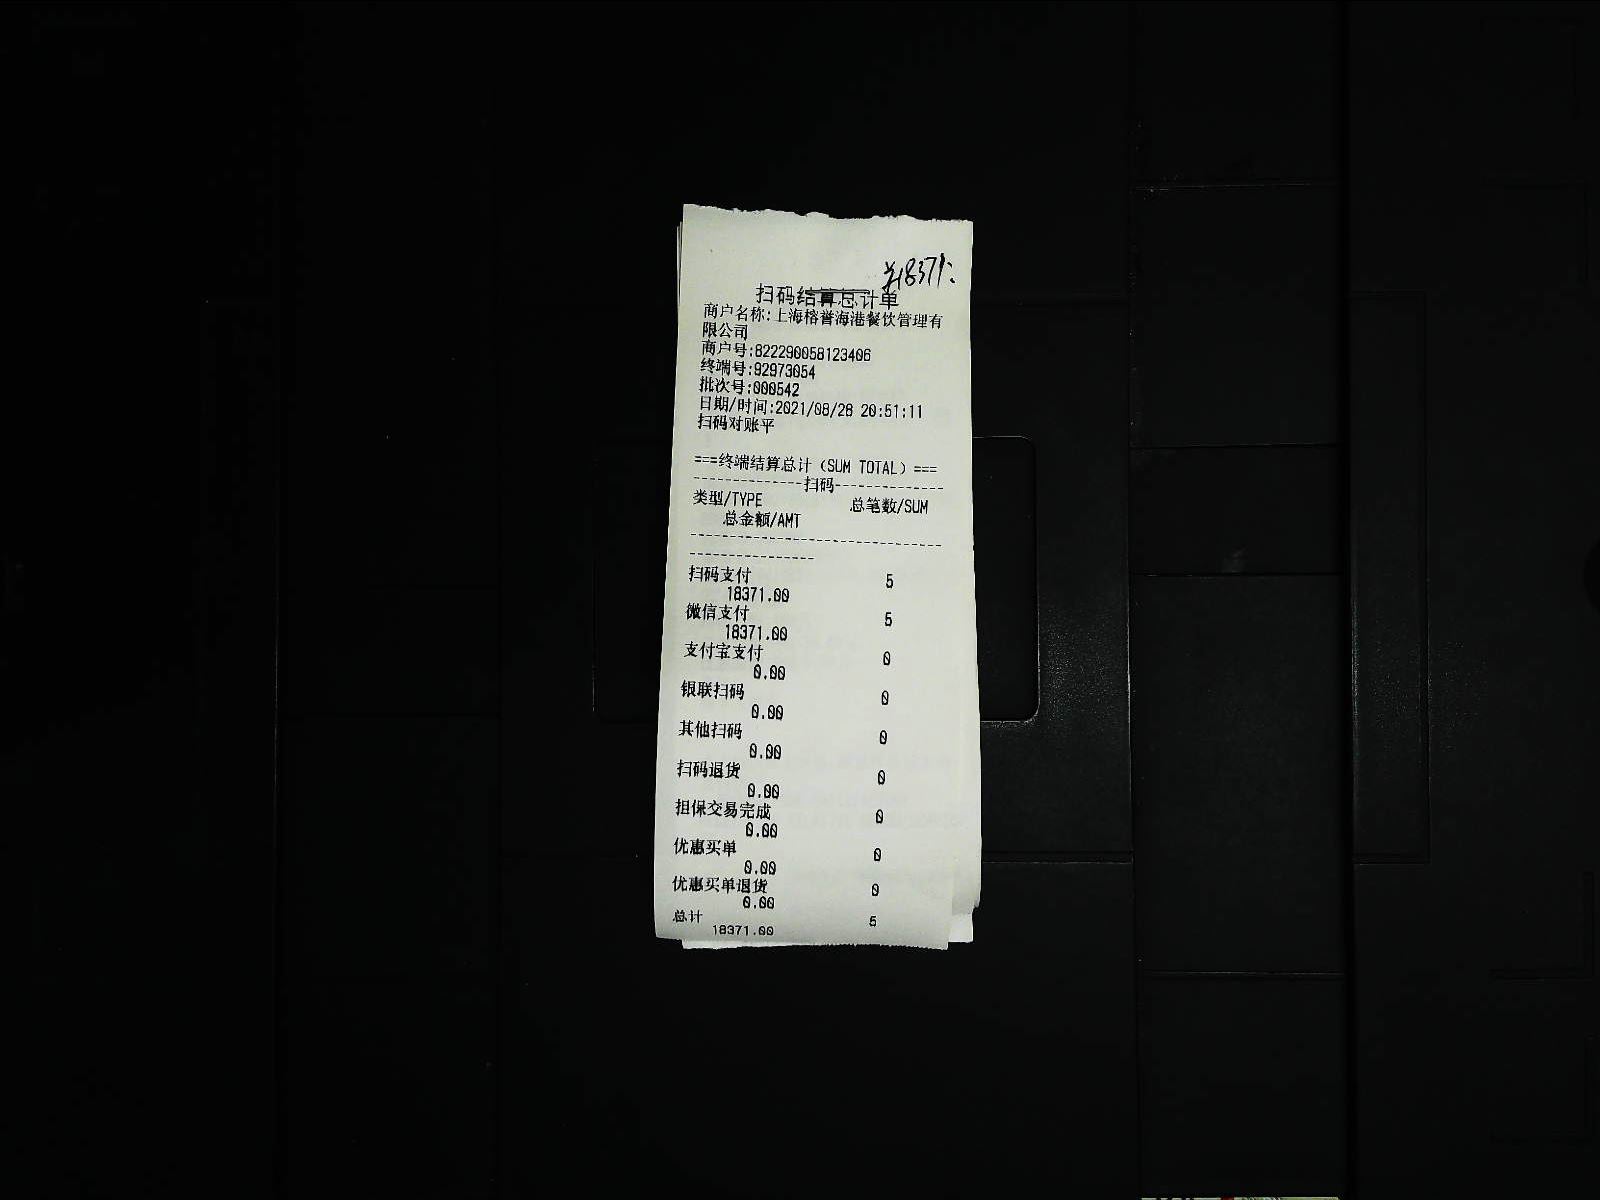 ¥18371.
扫码结算总计单
商户名称:上海榕誉海港餐饮管理有
限公司
商户号:822290058123406
终端号:92973054
批次号:000542
日期/时间:2021/08/28 20:51:11
扫码对账平
===终端结算总计（SUM TOTAL）===
--------------扫码--------------
类型/TYPE 总笔数/SUM
总金额/AMT
--------------------------------
----------------
扫码支付 5
18371.00
微信支付 5
18371.00
支付宝支付 0
0.00
银联扫码 0
0.00
其他扫码 0
0.00
扫码退货 0
0.00
担保交易完成 0
0.00
优惠买单 0
0.00
优惠买单退货 0
0.00
总计 5
18371.00